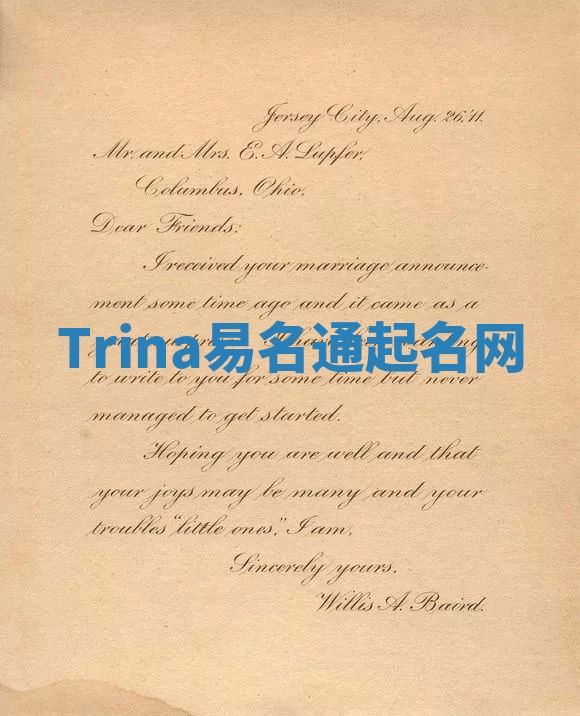 Jersey City, Aug. 26, '11.
Mr. and Mrs. E. A. Lupfer,
Columbus, Ohio.
Dear Friends:
I received your marriage announce-
ment some time ago and it came as a
Trina易名通起名网
to write to you for some time but never
managed to get started.
Hoping you are well and that
your joys may be many and your
troubles "little ones," I am,
Sincerely yours,
Willis A. Baird.